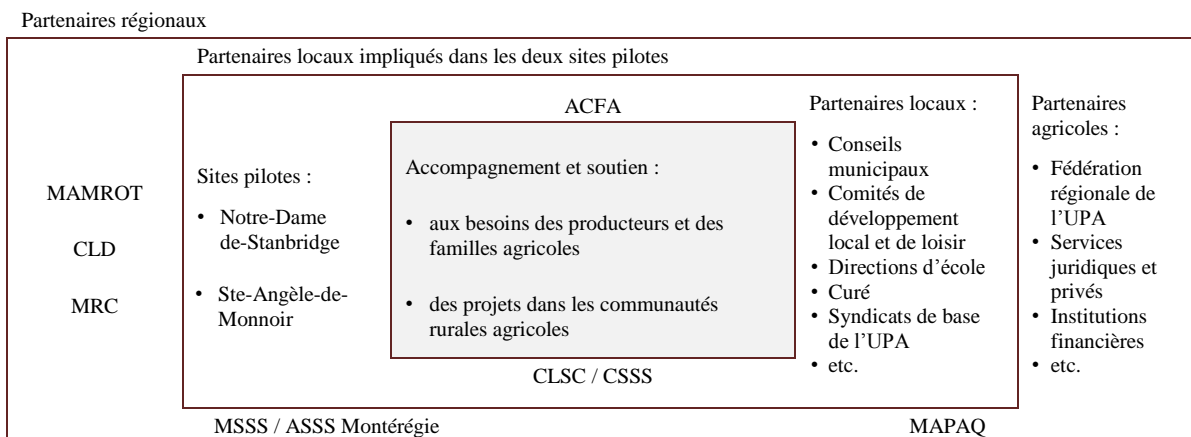 Partenaires régionaux
Partenaires locaux impliqués dans les deux sites pilotes
MAMROT
CLD
MRC
Sites pilotes :
• Notre-Dame
de-Stanbridge
• Ste-Angèle-de-
Monnoir
ACFA
Accompagnement et soutien :
• aux besoins des producteurs et des
familles agricoles
• des projets dans les communautés
rurales agricoles
CLSC / CSSS
Partenaires locaux :
• Conseils
municipaux
• Comités de
développement
local et de loisir
• Directions d’école
• Curé
• Syndicats de base
de l’UPA
• etc.
Partenaires
agricoles :
• Fédération
régionale de
l’UPA
• Services
juridiques et
privés
• Institutions
financières
• etc.
MSSS / ASSS Montérégie
MAPAQ